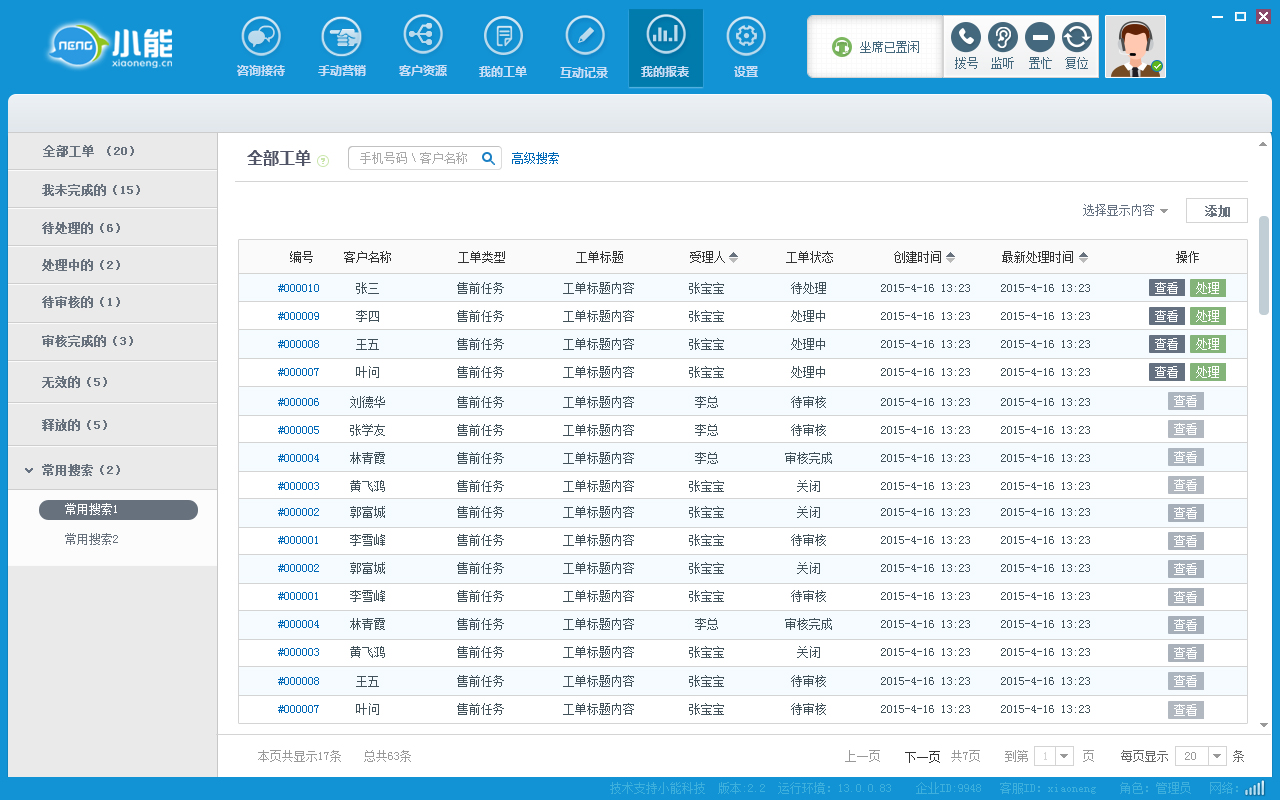 NENG 小能
xiaoneng.cn
咨询接待 手动营销 客户资源 我的工单 互动记录 我的报表 设置
坐席已置闲
拨号 监听 置忙 复位
全部工单 （20）
我未完成的（15）
待处理的（6）
处理中的（2）
待审核的（1）
审核完成的（3）
无效的（5）
释放的（5）
常用搜索（2）
常用搜索1
常用搜索2
全部工单 ? 手机号码 \ 客户名称 高级搜索
选择显示内容 添加
编号 客户名称 工单类型 工单标题 受理人 工单状态 创建时间 最新处理时间 操作
#000010 张三 售前任务 工单标题内容 张宝宝 待处理 2015-4-16 13:23 2015-4-16 13:23 查看 处理
#000009 李四 售前任务 工单标题内容 张宝宝 处理中 2015-4-16 13:23 2015-4-16 13:23 查看 处理
#000008 王五 售前任务 工单标题内容 张宝宝 处理中 2015-4-16 13:23 2015-4-16 13:23 查看 处理
#000007 叶问 售前任务 工单标题内容 张宝宝 处理中 2015-4-16 13:23 2015-4-16 13:23 查看 处理
#000006 刘德华 售前任务 工单标题内容 李总 待审核 2015-4-16 13:23 2015-4-16 13:23 查看
#000005 张学友 售前任务 工单标题内容 李总 待审核 2015-4-16 13:23 2015-4-16 13:23 查看
#000004 林青霞 售前任务 工单标题内容 李总 审核完成 2015-4-16 13:23 2015-4-16 13:23 查看
#000003 黄飞鸿 售前任务 工单标题内容 张宝宝 关闭 2015-4-16 13:23 2015-4-16 13:23 查看
#000002 郭富城 售前任务 工单标题内容 张宝宝 关闭 2015-4-16 13:23 2015-4-16 13:23 查看
#000001 李雪峰 售前任务 工单标题内容 张宝宝 待审核 2015-4-16 13:23 2015-4-16 13:23 查看
#000002 郭富城 售前任务 工单标题内容 张宝宝 关闭 2015-4-16 13:23 2015-4-16 13:23 查看
#000001 李雪峰 售前任务 工单标题内容 张宝宝 待审核 2015-4-16 13:23 2015-4-16 13:23 查看
#000004 林青霞 售前任务 工单标题内容 李总 审核完成 2015-4-16 13:23 2015-4-16 13:23 查看
#000003 黄飞鸿 售前任务 工单标题内容 张宝宝 关闭 2015-4-16 13:23 2015-4-16 13:23 查看
#000008 王五 售前任务 工单标题内容 张宝宝 待审核 2015-4-16 13:23 2015-4-16 13:23 查看
#000007 叶问 售前任务 工单标题内容 张宝宝 待审核 2015-4-16 13:23 2015-4-16 13:23 查看
本页共显示17条 总共63条 上一页 下一页 共7页 到第 1 页 每页显示 20 条
技术支持小能科技 版本:2.2 运行环境: 13.0.0.83 企业ID:9948 客服ID: xiaoneng 角色: 管理员 网络: